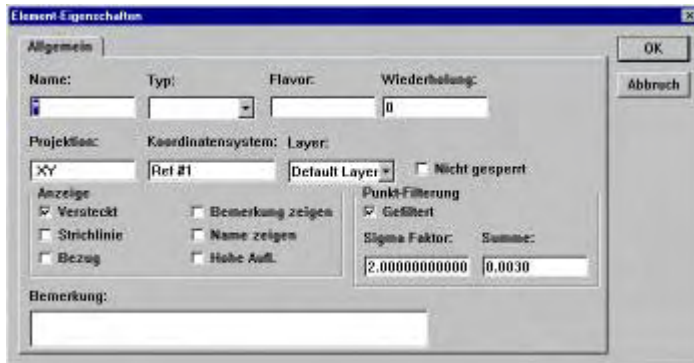 Element-Eigenschaften
Allgemein
OK
Abbruch
Name: Typ: Flavor: Wiederholung:
0
Projektion: Koordinatensystem: Layer:
XY Ref #1 Default Layer Nicht gesperrt
Anzeige Punkt-Filterung
Versteckt Bemerkung zeigen Gefiltert
Strichlinie Name zeigen Sigma Faktor: Summe:
Bezug Hohe Aufl. 2.00000000000 0.0030
Bemerkung: